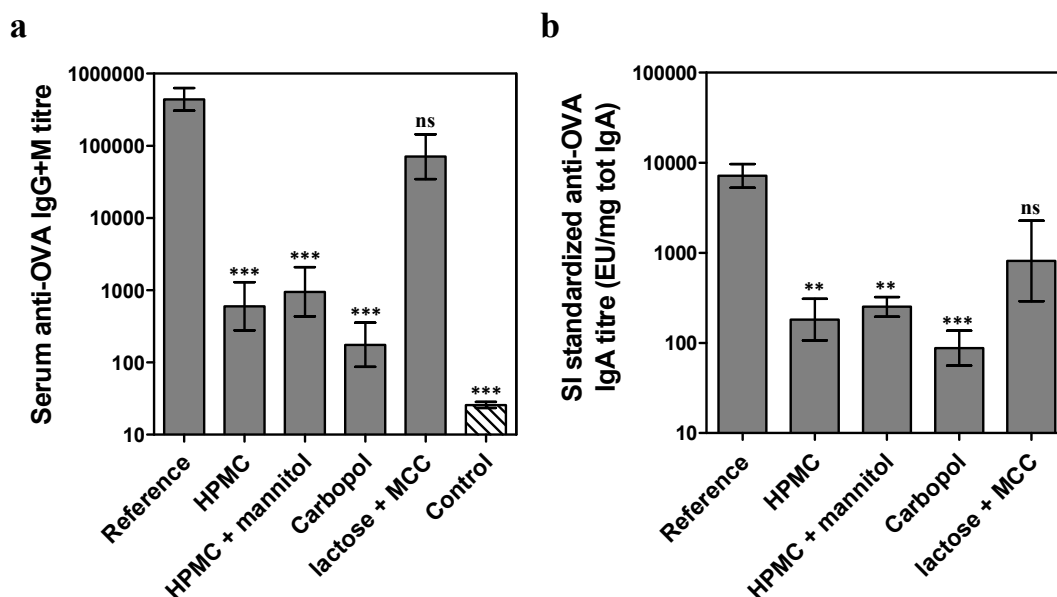 a
Serum anti-OVA IgG+M titre
1000000
100000
10000
1000
100
10
***
***
***
ns
***
Reference
HPMC
HPMC + mannitol
Carbopol
lactose + MCC
Control
b
SI standardized anti-OVA
IgA titre (EU/mg tot IgA)
100000
10000
1000
100
10
**
**
***
ns
Reference
HPMC
HPMC + mannitol
Carbopol
lactose + MCC